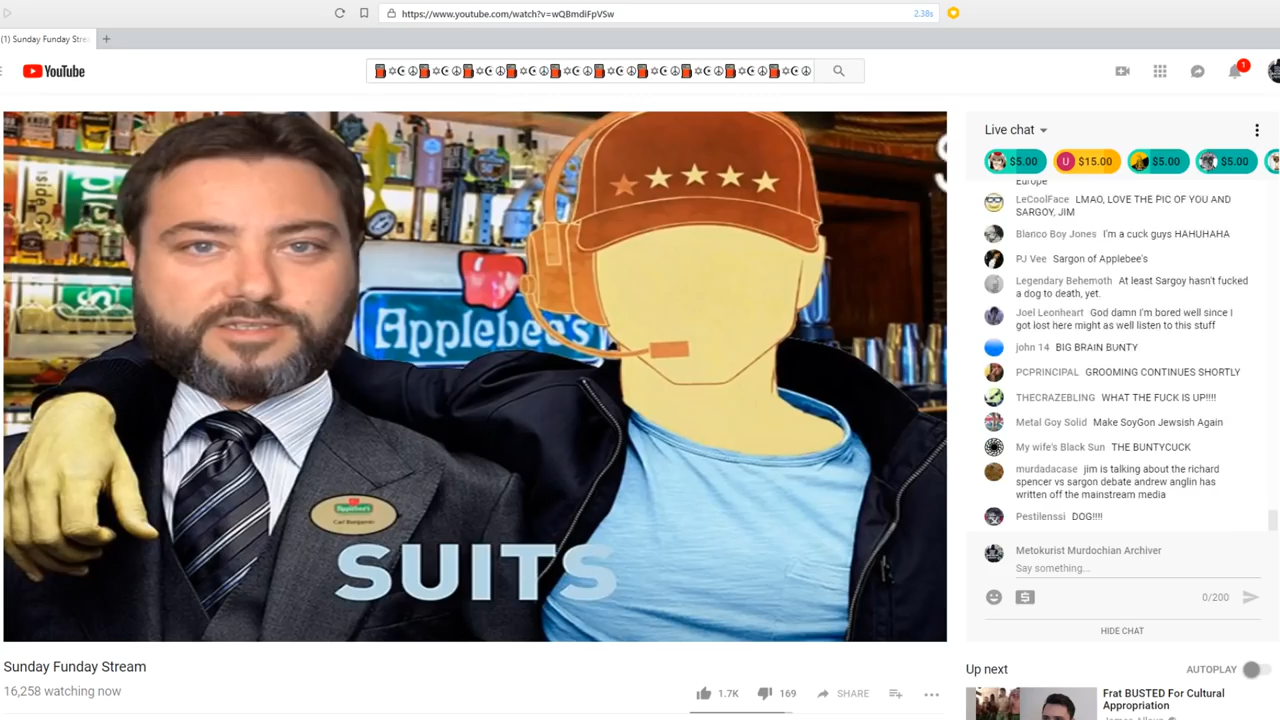 https://www.youtube.com/watch?v=wQBmdiFpVSw
2.38s
(1) Sunday Funday Stre
YouTube
1
Live chat
$5.00
$15.00
$5.00
$5.00
U
Europe
LeCoolFace LMAO, LOVE THE PIC OF YOU AND
SARGOY, JIM
Blanco Boy Jones I'm a cuck guys HAHUHAHA
PJ Vee Sargon of Applebee's
Legendary Behemoth At least Sargoy hasn't fucked
a dog to death, yet.
Joel Leonheart God damn I'm bored well since I
got lost here might as well listen to this stuff
john 14 BIG BRAIN BUNTY
PCPRINCIPAL GROOMING CONTINUES SHORTLY
THECRAZEBLING WHAT THE FUCK IS UP!!!!
Metal Goy Solid Make SoyGon Jewsish Again
My wife's Black Sun THE BUNTYCUCK
murdadacase jim is talking about the richard
spencer vs sargon debate andrew anglin has
written off the mainstream media
Pestilenssi DOG!!!!
Metokurist Murdochian Archiver
Say something...
0/200
HIDE CHAT
Applebee's
Applebee's
Carl Benjamin
SUITS
Sunday Funday Stream
16,258 watching now
1.7K
169
SHARE
Up next
AUTOPLAY
Frat BUSTED For Cultural
Appropriation